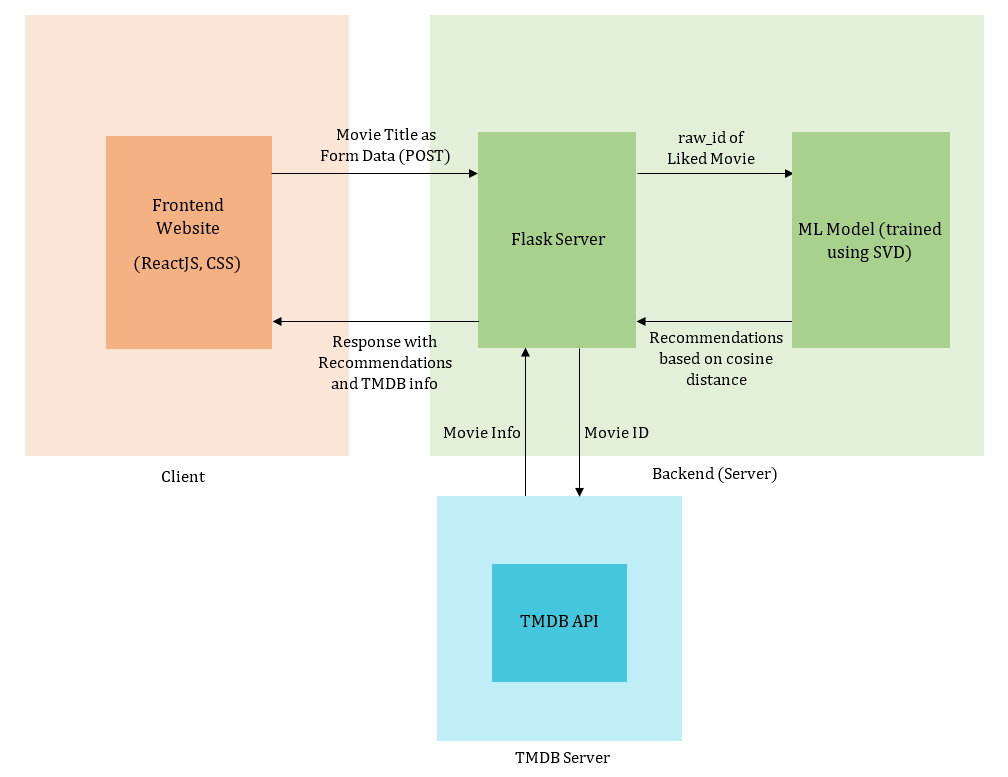 Movie Title as
Form Data (POST)
raw_id of
Liked Movie
Frontend
Website
(ReactJS, CSS)
Flask Server
ML Model (trained
using SVD)
Response with
Recommendations
and TMDB info
Recommendations
based on cosine
distance
Movie Info
Movie ID
Client
Backend (Server)
TMDB API
TMDB Server